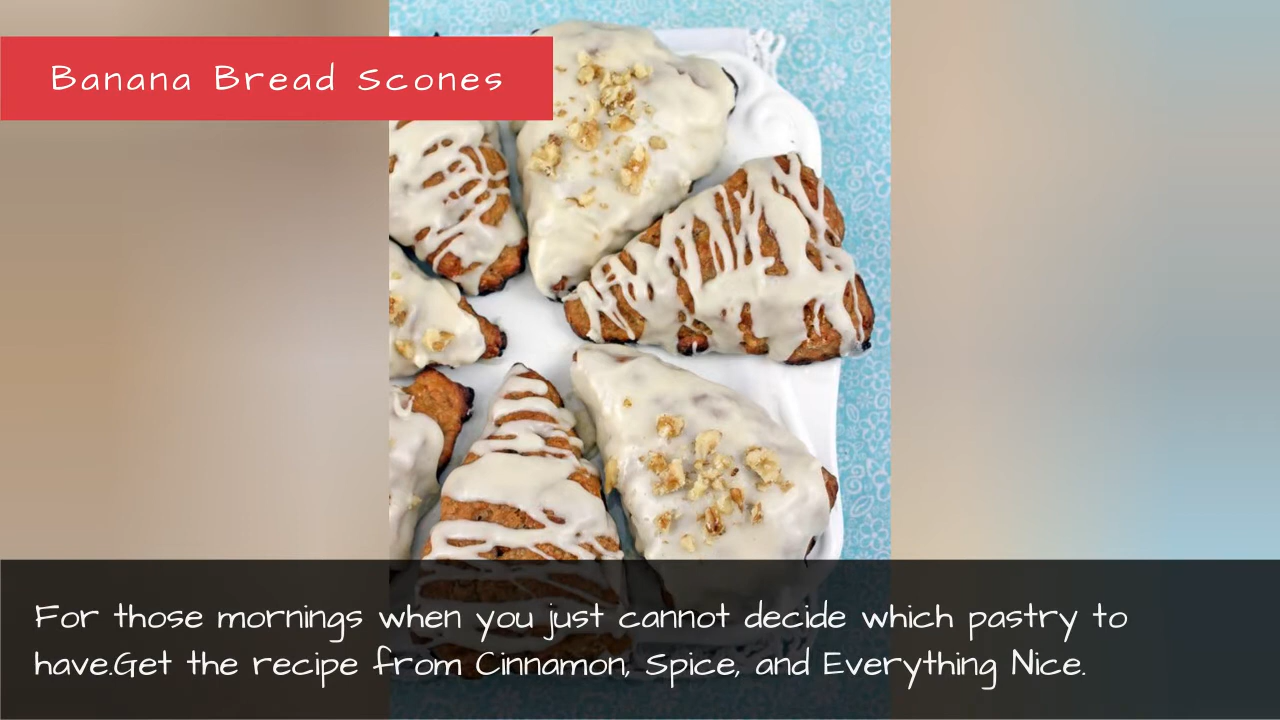 Banana Bread Scones
For those mornings when you just cannot decide which pastry to
have.Get the recipe from Cinnamon, Spice, and Everything Nice.